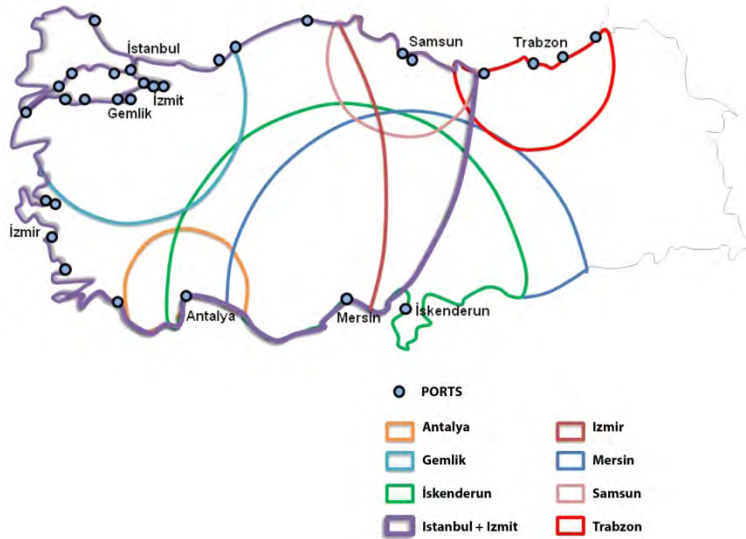 İstanbul
Samsun
Trabzon
İzmit
Gemlik
İzmir
Antalya
Mersin
İskenderun
PORTS
Antalya
Izmir
Gemlik
Mersin
İskenderun
Samsun
Istanbul + Izmit
Trabzon